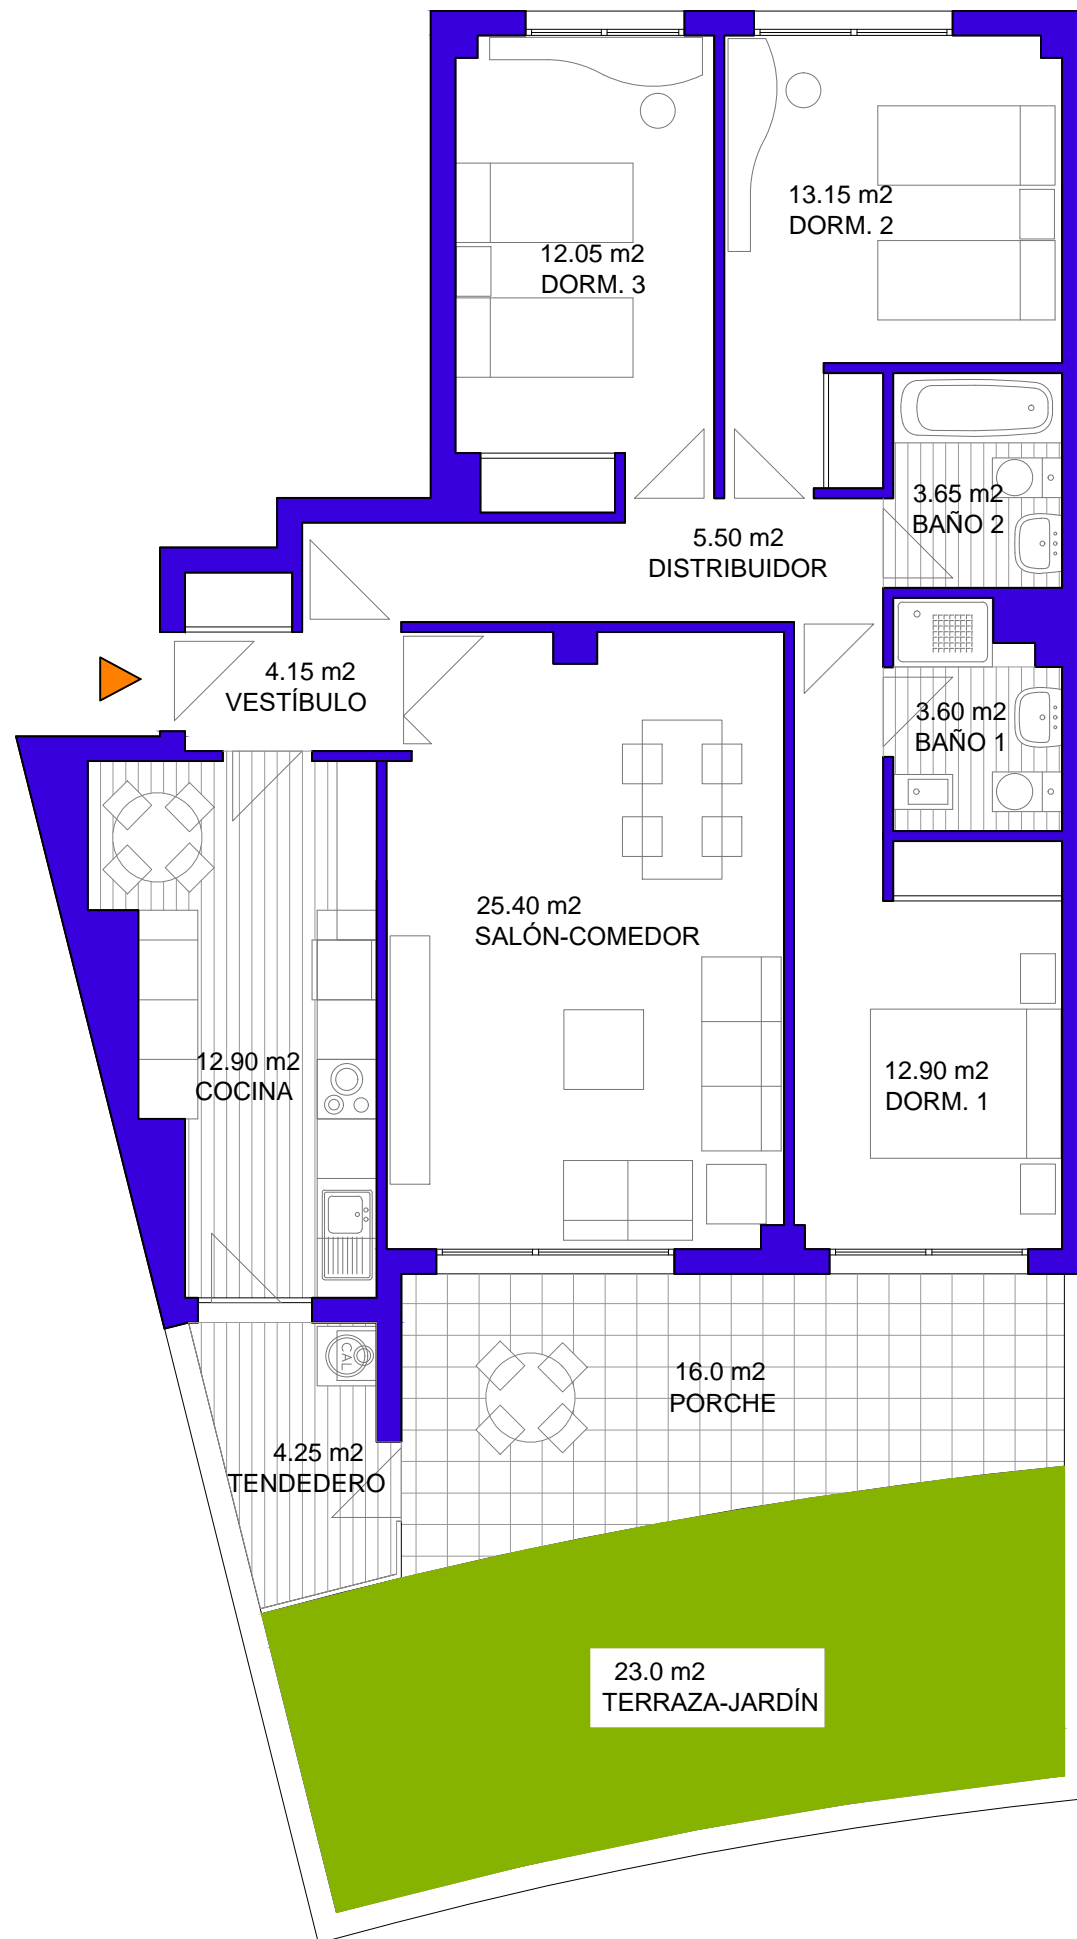 13.15 m2
DORM. 2
12.05 m2
DORM. 3
3.65 m2
BAÑO 2
5.50 m2
DISTRIBUIDOR
4.15 m2
VESTÍBULO
3.60 m2
BAÑO 1
25.40 m2
SALÓN-COMEDOR
12.90 m2
COCINA
12.90 m2
DORM. 1
CAL
16.0 m2
PORCHE
4.25 m2
TENDEDERO
23.0 m2
TERRAZA-JARDÍN